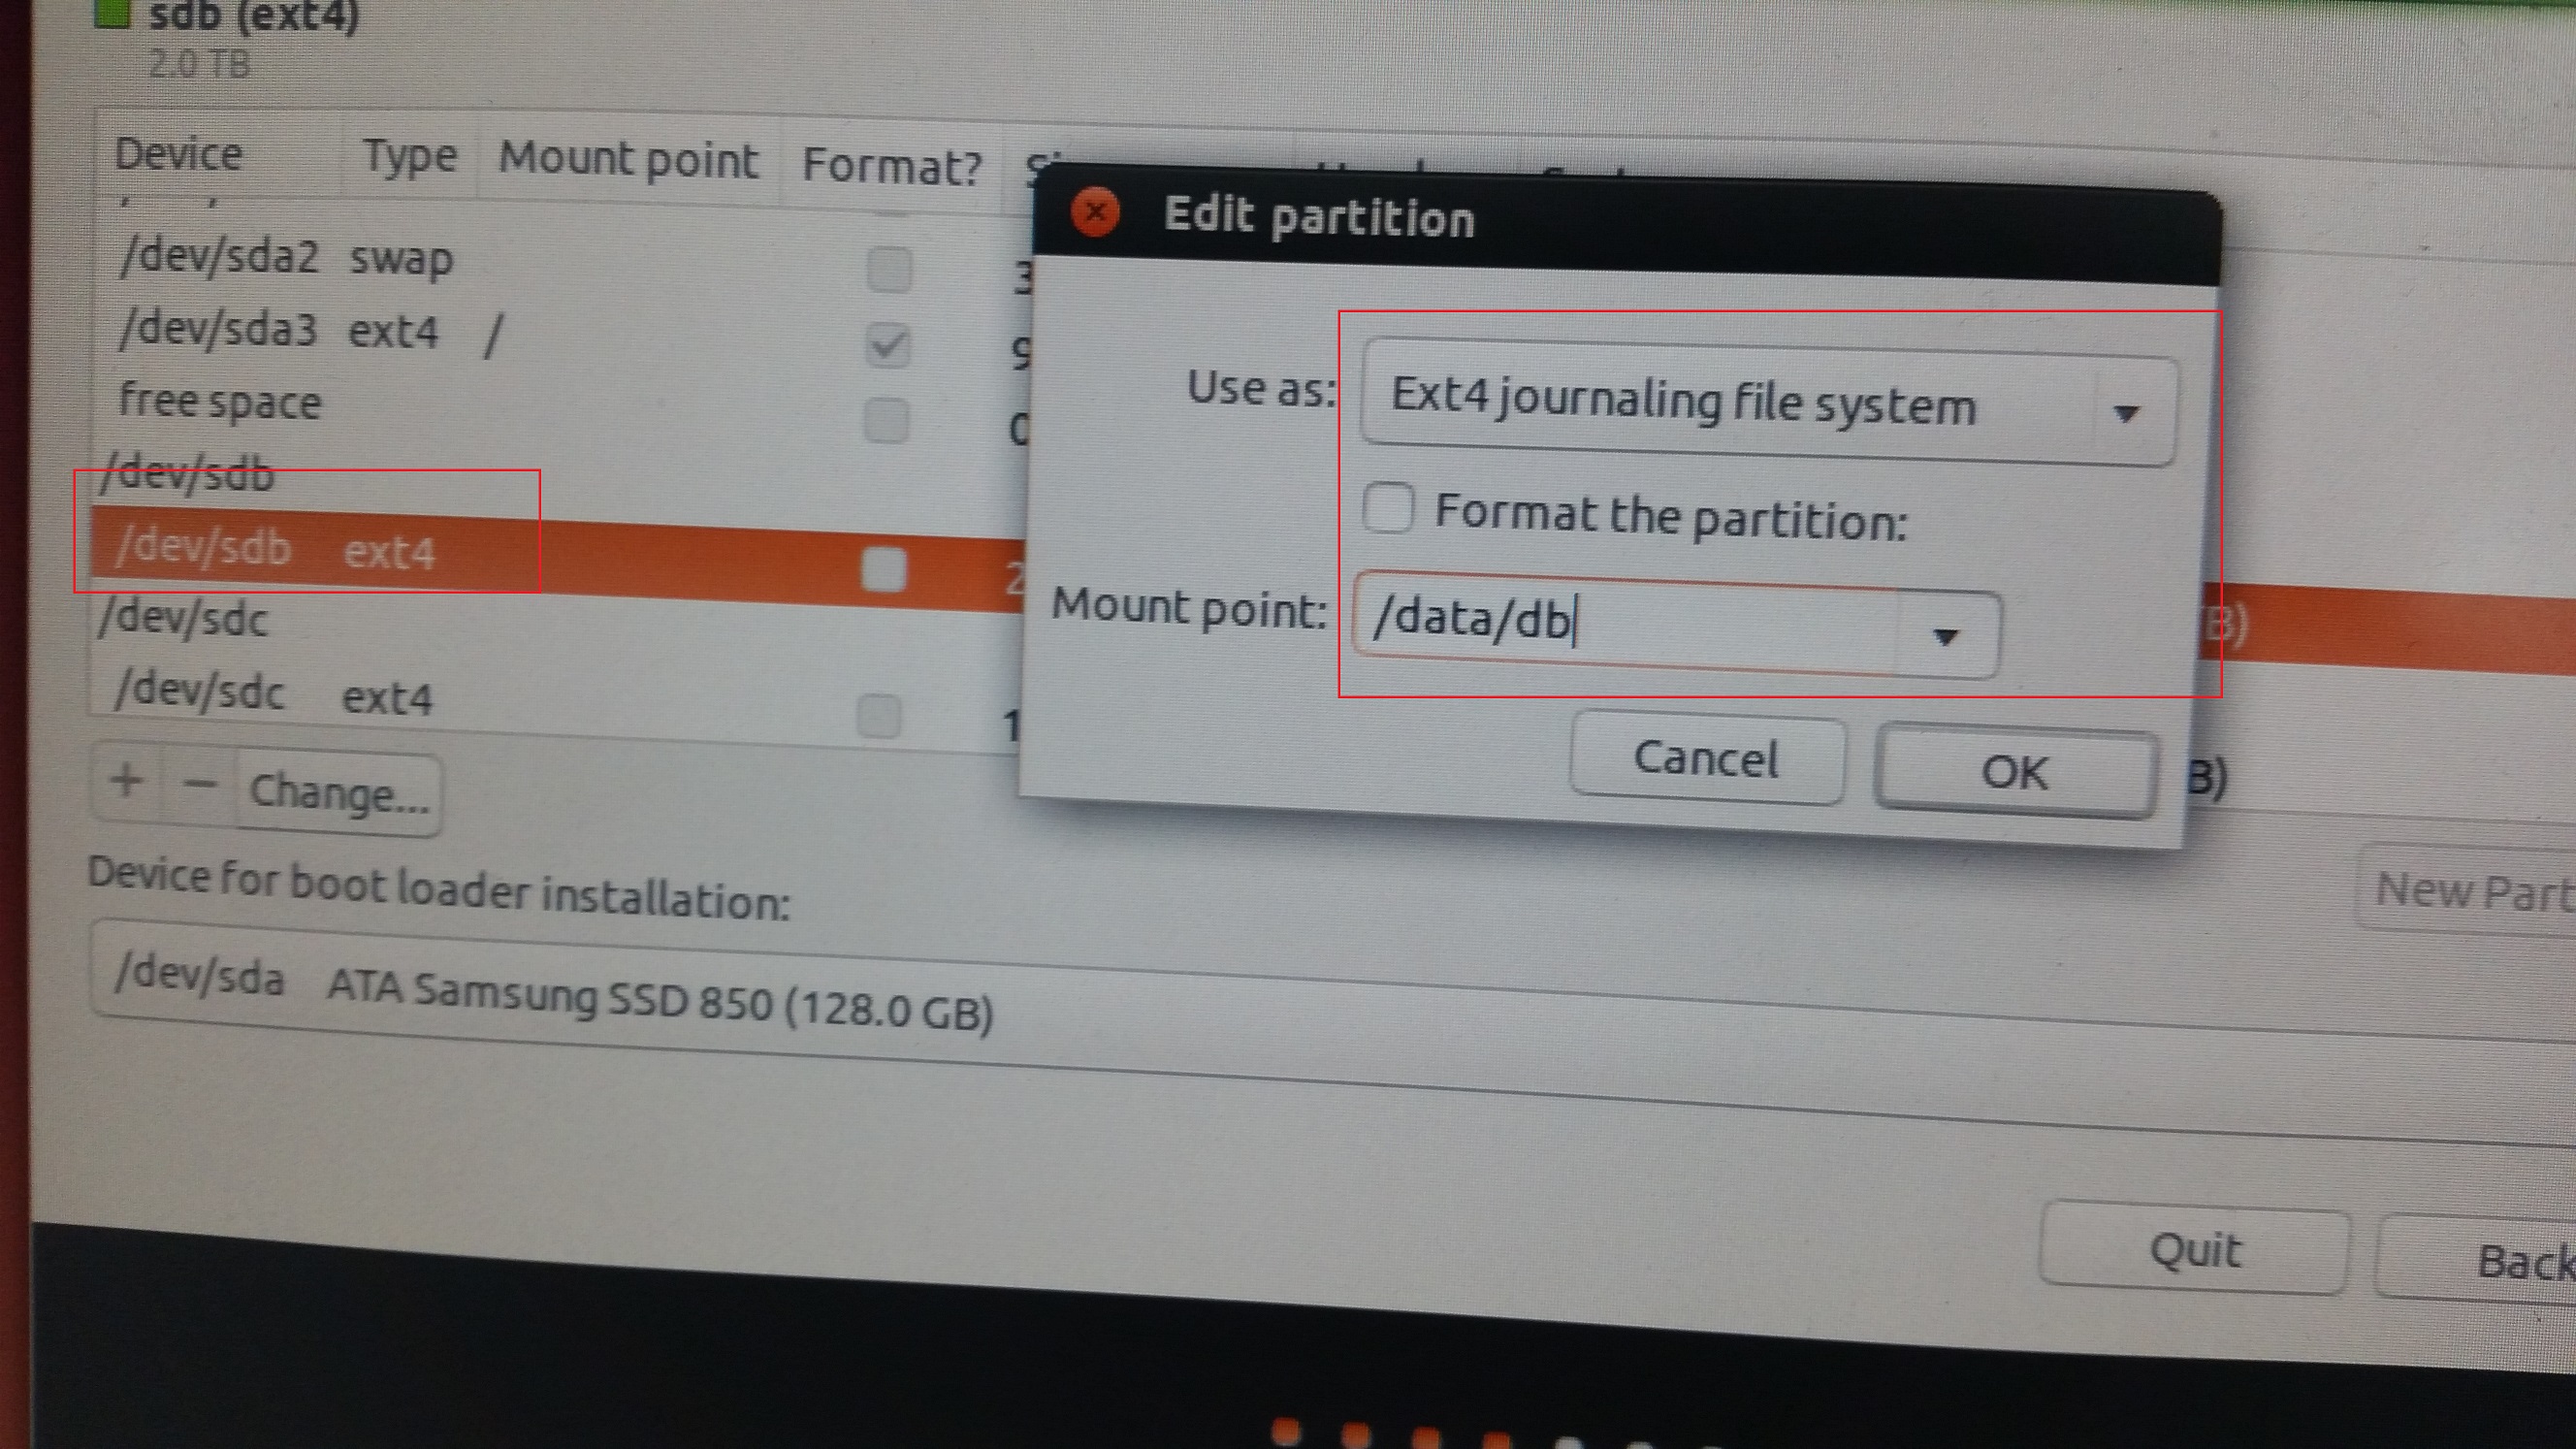 sdb (ext4)
2.0 TB
Device Type Mount point Format?
/dev/sda2 swap 3
/dev/sda3 ext4 / 9
free space 0
/dev/sdb
/dev/sdb ext4 2
/dev/sdc
/dev/sdc ext4 1
+ − Change...
Edit partition
Use as: Ext4 journaling file system
Format the partition:
Mount point: /data/db
Cancel OK
B)
B)
New Part
Device for boot loader installation:
/dev/sda ATA Samsung SSD 850 (128.0 GB)
Quit Back